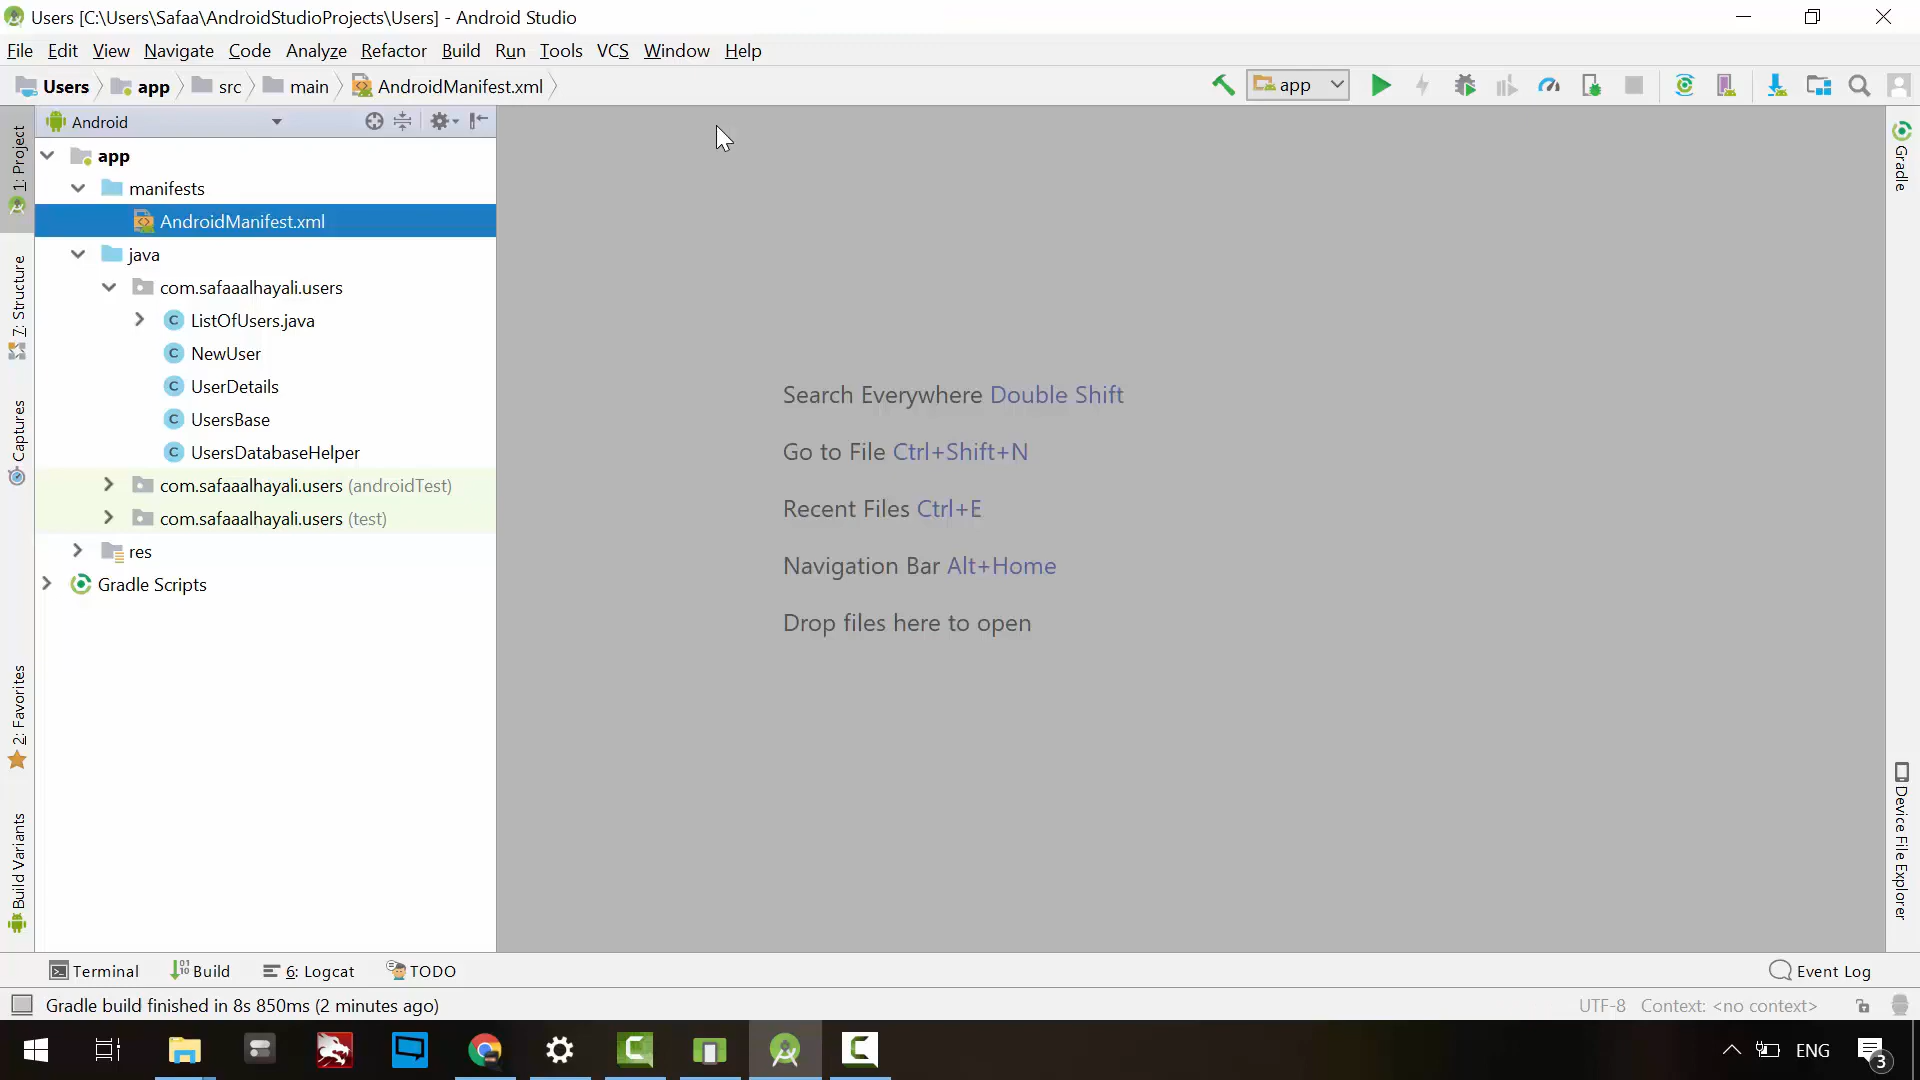 Users [C:\Users\Safaa\AndroidStudioProjects\Users] - Android Studio
File Edit View Navigate Code Analyze Refactor Build Run Tools VCS Window Help
Users app src main AndroidManifest.xml
app
Android
1: Project
7: Structure
Captures
2: Favorites
Build Variants
app
manifests
AndroidManifest.xml
java
com.safaaalhayali.users
ListOfUsers.java
NewUser
UserDetails
UsersBase
UsersDatabaseHelper
com.safaaalhayali.users (androidTest)
com.safaaalhayali.users (test)
res
Gradle Scripts
Search Everywhere Double Shift
Go to File Ctrl+Shift+N
Recent Files Ctrl+E
Navigation Bar Alt+Home
Drop files here to open
Gradle
Device File Explorer
Terminal Build 6: Logcat TODO Event Log
Gradle build finished in 8s 850ms (2 minutes ago) UTF-8 Context: <no context>
ENG 3